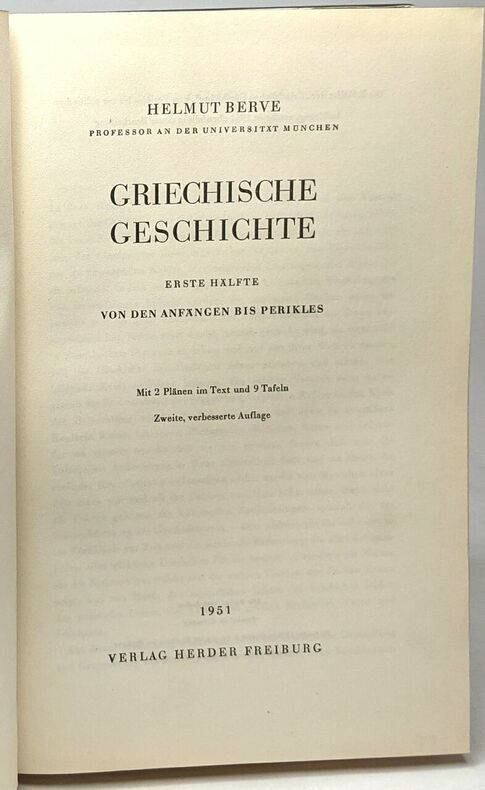 HELMUT BERVE
PROFESSOR AN DER UNIVERSITÄT MÜNCHEN
GRIECHISCHE
GESCHICHTE
ERSTE HÄLFTE
VON DEN ANFÄNGEN BIS PERIKLES
Mit 2 Plänen im Text und 9 Tafeln
Zweite, verbesserte Auflage
1951
VERLAG HERDER FREIBURG